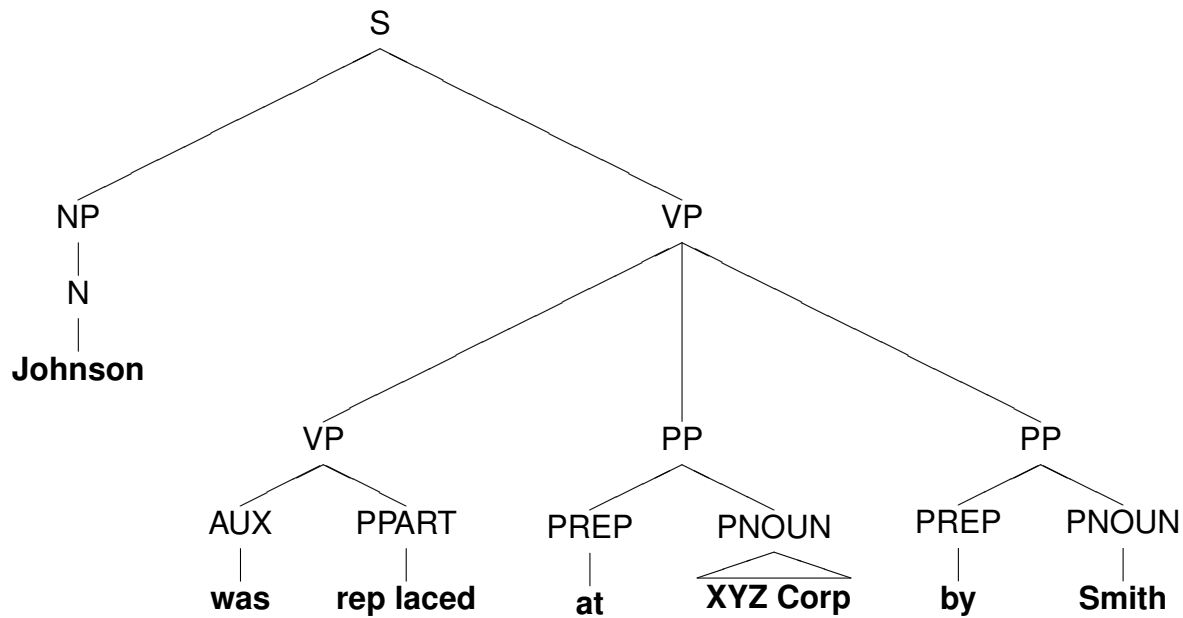 S
NP VP
N
Johnson
VP PP PP
AUX PPART PREP PNOUN PREP PNOUN
was rep laced at XYZ Corp by Smith